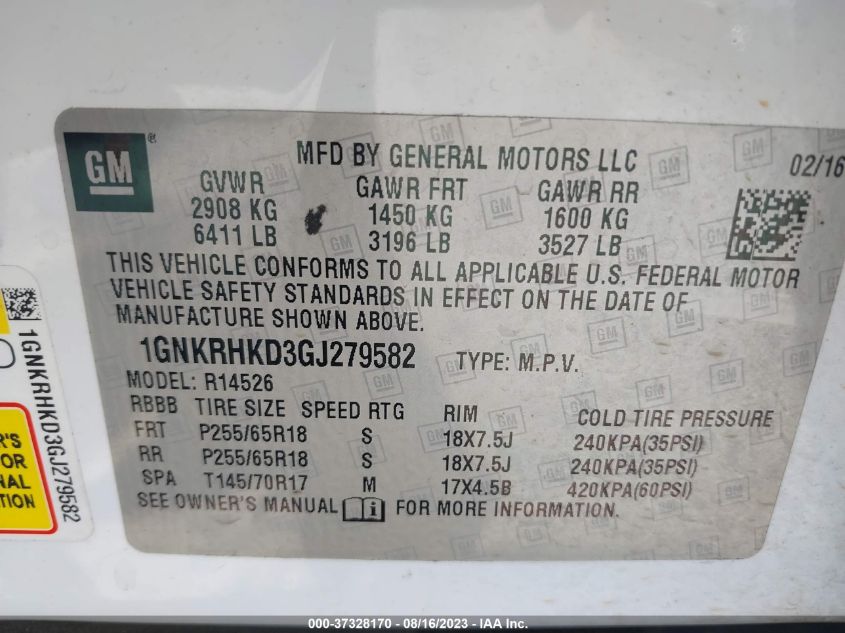 GM ®
MFD BY GENERAL MOTORS LLC
02/16
GVWR GAWR FRT GAWR RR
2908 KG 1450 KG 1600 KG
6411 LB 3196 LB 3527 LB
THIS VEHICLE CONFORMS TO ALL APPLICABLE U.S. FEDERAL MOTOR
VEHICLE SAFETY STANDARDS IN EFFECT ON THE DATE OF
MANUFACTURE SHOWN ABOVE.
1GNKRHKD3GJ279582 TYPE: M.P.V.
MODEL: R14526
RBBB TIRE SIZE SPEED RTG RIM COLD TIRE PRESSURE
FRT P255/65R18 S 18X7.5J 240KPA(35PSI)
RR P255/65R18 S 18X7.5J 240KPA(35PSI)
SPA T145/70R17 M 17X4.5B 420KPA(60PSI)
SEE OWNER'S MANUAL FOR MORE INFORMATION.
1GNKRHKD3GJ279582
R'S
OR
NAL
TION
000-37328170 - 08/16/2023 - IAA Inc.